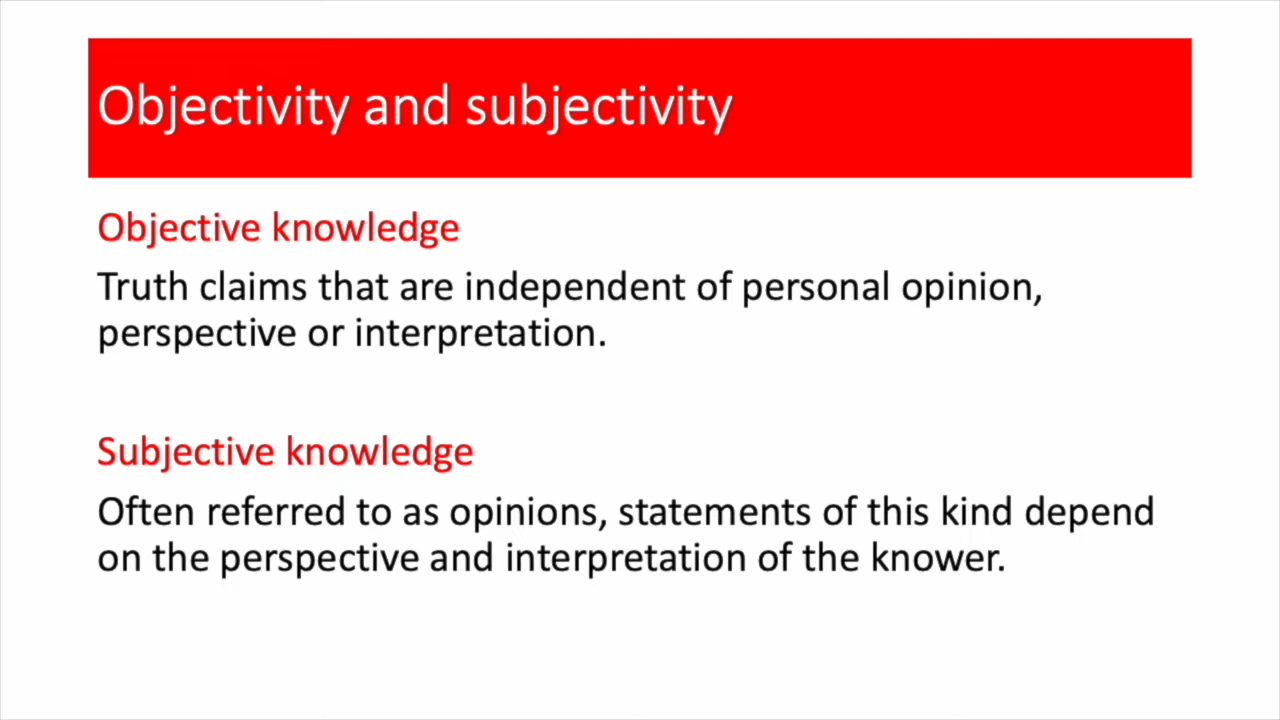 Objectivity and subjectivity
Objective knowledge
Truth claims that are independent of personal opinion,
perspective or interpretation.
Subjective knowledge
Often referred to as opinions, statements of this kind depend
on the perspective and interpretation of the knower.